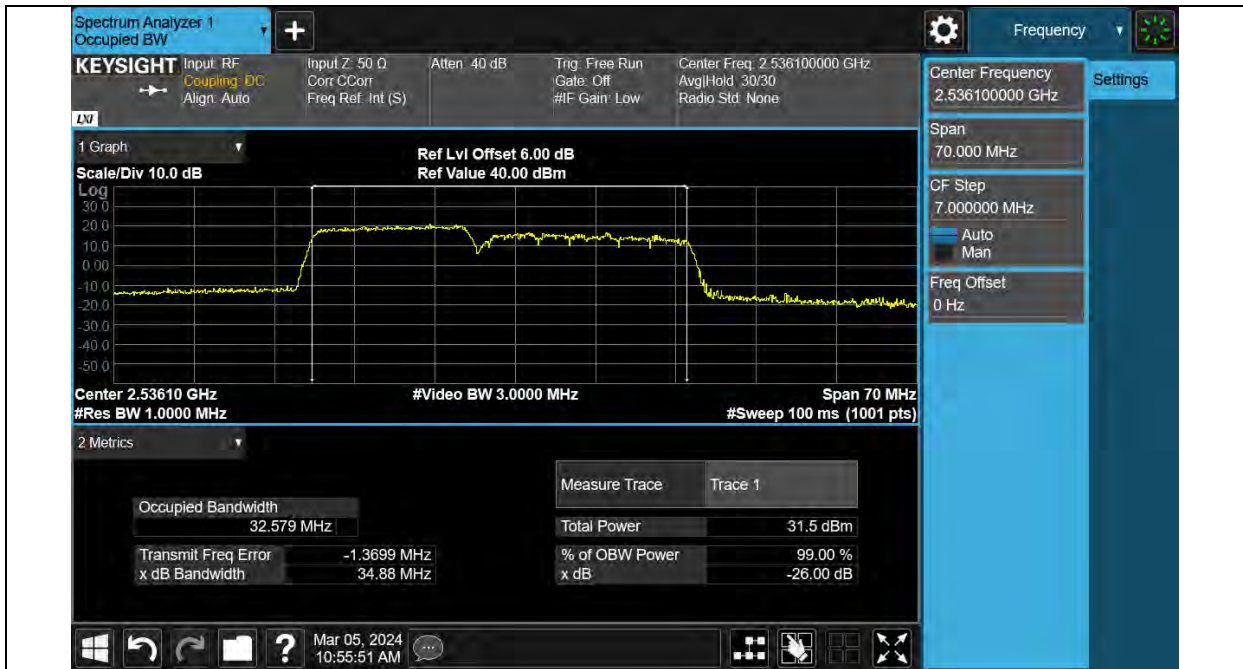 Spectrum Analyzer 1
Occupied BW
+
Frequency
KEYSIGHT
Input: RF
Coupling: DC
Align: Auto
Input Z: 50 Ω
Corr CCorr
Freq Ref: Int (S)
Atten: 40 dB
Trig: Free Run
Gate: Off
#IF Gain: Low
Center Freq: 2.536100000 GHz
Avg|Hold: 30/30
Radio Std: None
LXI
Center Frequency
2.536100000 GHz
Settings
Span
70.000 MHz
CF Step
7.000000 MHz
Auto
Man
Freq Offset
0 Hz
1 Graph
Scale/Div 10.0 dB
Ref Lvl Offset 6.00 dB
Ref Value 40.00 dBm
Log
30.0
20.0
10.0
0.00
-10.0
-20.0
-30.0
-40.0
-50.0
Center 2.53610 GHz
#Video BW 3.0000 MHz
Span 70 MHz
#Res BW 1.0000 MHz
#Sweep 100 ms (1001 pts)
2 Metrics
Measure Trace Trace 1
Occupied Bandwidth
32.579 MHz
Total Power 31.5 dBm
Transmit Freq Error -1.3699 MHz
% of OBW Power 99.00 %
x dB Bandwidth 34.88 MHz
x dB -26.00 dB
?
Mar 05, 2024
10:55:51 AM